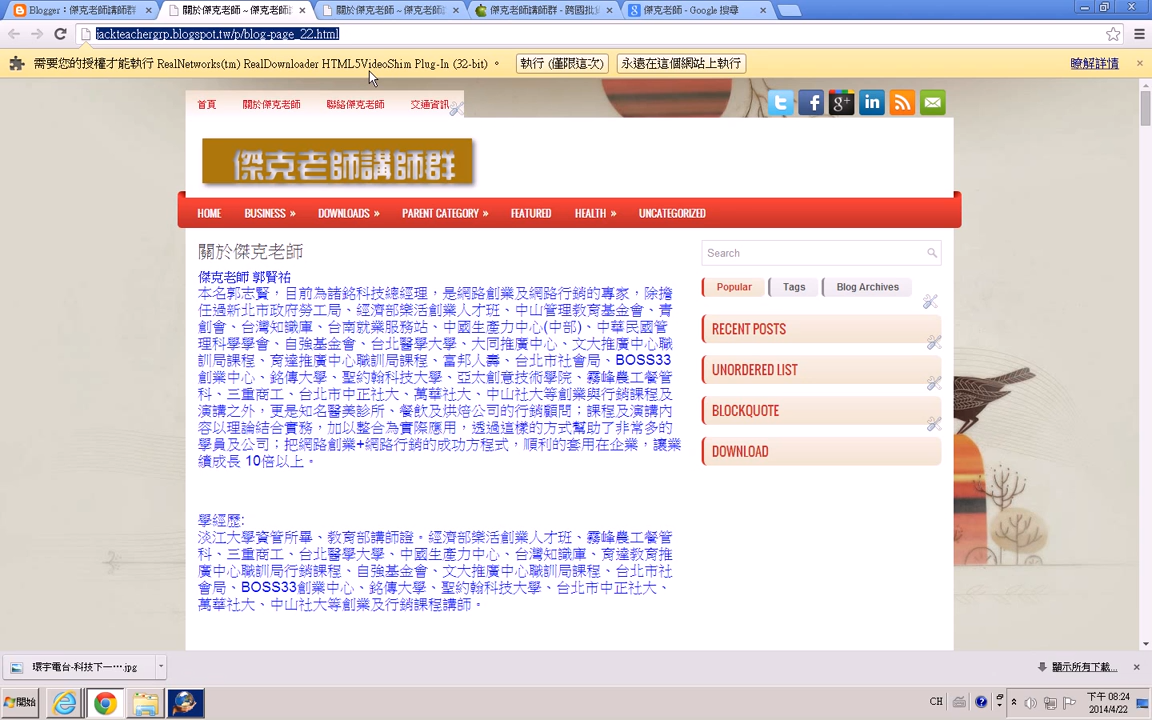 Blogger：傑克老師講師群
關於傑克老師 ~ 傑克老師
關於傑克老師 ~ 傑克老師
傑克老師講師群 - 跨國批
傑克老師 - Google 搜尋
jackteachergrp.blogspot.tw/p/blog-page_22.html
需要您的授權才能執行 RealNetworks(tm) RealDownloader HTML5VideoShim Plug-In (32-bit) 。
執行 (僅限這次)
永遠在這個網站上執行
瞭解詳情
首頁 關於傑克老師 聯絡傑克老師 交通資訊
傑克老師講師群
HOME BUSINESS » DOWNLOADS » PARENT CATEGORY » FEATURED HEALTH » UNCATEGORIZED
關於傑克老師
傑克老師 郭賢祐
本名郭志賢，目前為諸銘科技總經理，是網路創業及網路行銷的專家，除擔
任過新北市政府勞工局、經濟部樂活創業人才班、中山管理教育基金會、青
創會、台灣知識庫、台南就業服務站、中國生產力中心(中部)、中華民國管
理科學學會、自強基金會、台北醫學大學、大同推廣中心、文大推廣中心職
訓局課程、育達推廣中心職訓局課程、富邦人壽、台北市社會局、BOSS33
創業中心、銘傳大學、聖約翰科技大學、亞太創意技術學院、霧峰農工餐管
科、三重商工、台北市中正社大、萬華社大、中山社大等創業與行銷課程及
演講之外，更是知名醫美診所、餐飲及烘焙公司的行銷顧問；課程及演講內
容以理論結合實務，加以整合為實際應用，透過這樣的方式幫助了非常多的
學員及公司；把網路創業+網路行銷的成功方程式，順利的套用在企業，讓業
績成長 10倍以上。
學經歷:
淡江大學資管所畢、教育部講師證。經濟部樂活創業人才班、霧峰農工餐管
科、三重商工、台北醫學大學、中國生產力中心、台灣知識庫、育達教育推
廣中心職訓局行銷課程、自強基金會、文大推廣中心職訓局課程、台北市社
會局、BOSS33創業中心、銘傳大學、聖約翰科技大學、台北市中正社大、
萬華社大、中山社大等創業及行銷課程講師。
Search
Popular Tags Blog Archives
RECENT POSTS
UNORDERED LIST
BLOCKQUOTE
DOWNLOAD
環宇電台-科技下一….jpg
顯示所有下載...
開始
CH
下午 08:24
2014/4/22